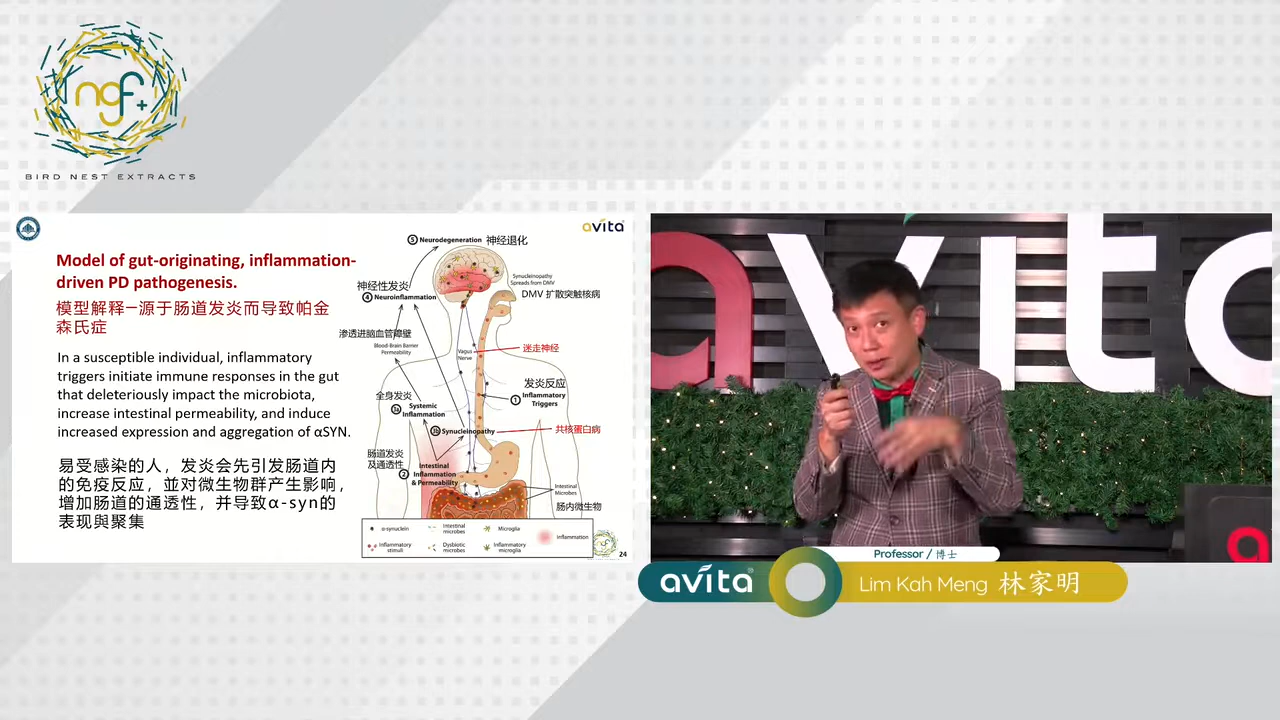 ngf+
BIRD NEST EXTRACTS
avita
Model of gut-originating, inflammation-
driven PD pathogenesis.
模型解释—源于肠道发炎而导致帕金
森氏症
In a susceptible individual, inflammatory
triggers initiate immune responses in the gut
that deleteriously impact the microbiota,
increase intestinal permeability, and induce
increased expression and aggregation of αSYN.
易受感染的人，发炎会先引发肠道内
的免疫反应，並对微生物群产生影响，
增加肠道的通透性，并导致α-syn的
表现與聚集
5 Neurodegeneration 神经退化
Synucleinopathy
Spreads from DMV
DMV 扩散突触核病
神经性发炎
4 Neuroinflammation
渗透进脑血管障壁
Blood-Brain Barrier
Permeability
Vagus
Nerve
迷走神经
发炎反应
1 Inflammatory
Triggers
全身发炎
3a Systemic
Inflammation
3b Synucleinopathy
共核蛋白病
肠道发炎
及通透性
2 Intestinal
Inflammation
& Permeability
Intestinal
Microbes
肠内微生物
α-synuclein
Intestinal
microbes
Microglia
Inflammatory
stimuli
Dysbiotic
microbes
Inflammatory
microglia
Inflammation
24
avita
a
Professor / 博士
avita
Lim Kah Meng 林家明